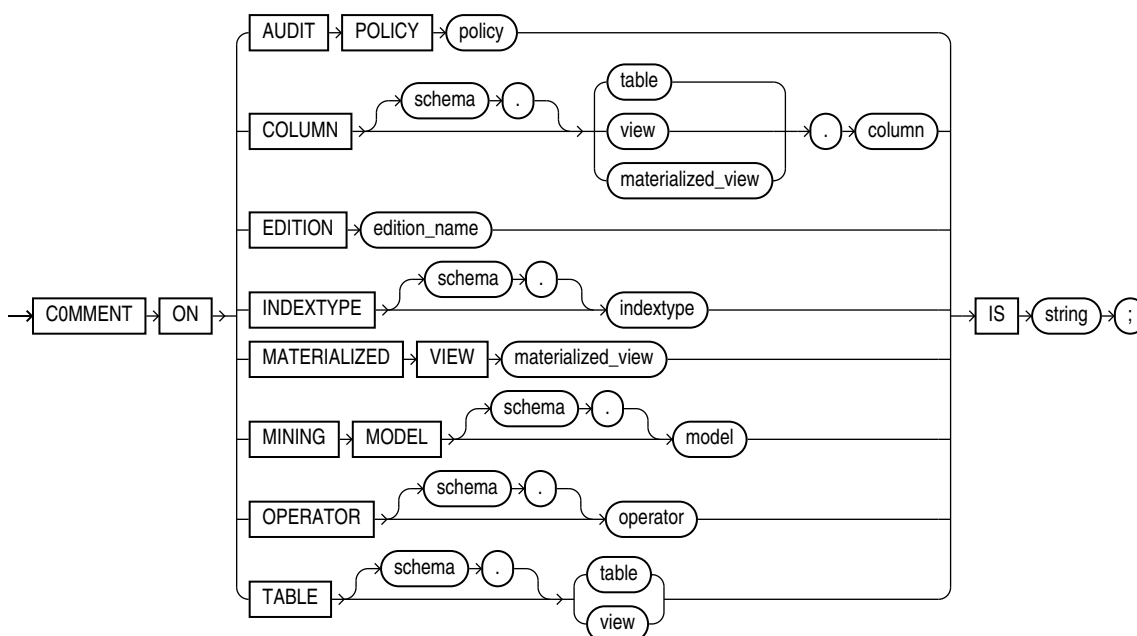 AUDIT POLICY policy
schema . table
COLUMN view . column
materialized_view
EDITION edition_name
schema .
INDEXTYPE indextype
C0MMENT ON IS string ;
MATERIALIZED VIEW materialized_view
schema .
MINING MODEL model
schema .
OPERATOR operator
schema . table
TABLE view